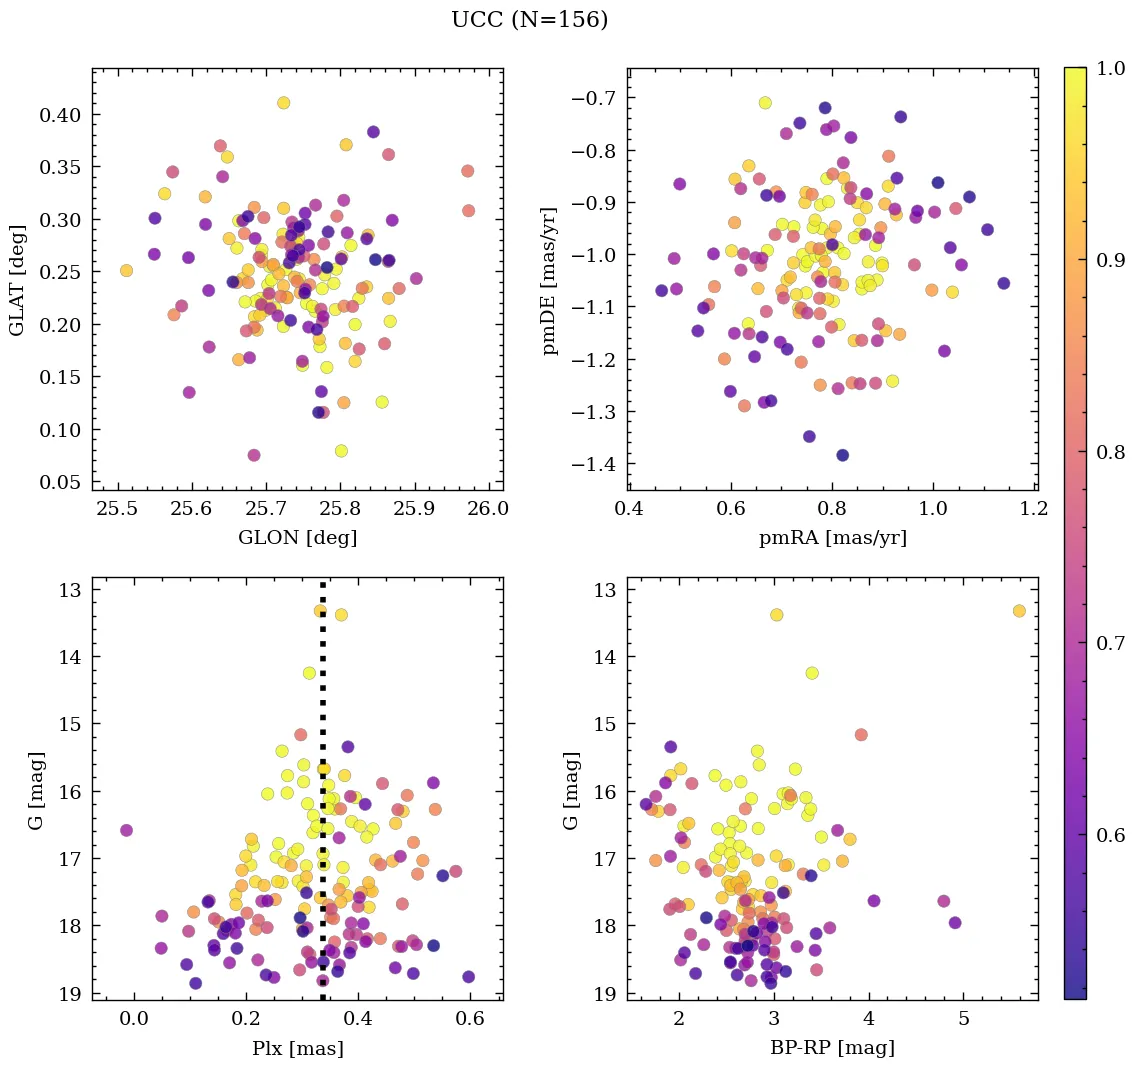 UCC (N=156)
0.40
0.35
0.30
0.25
0.20
0.15
0.10
0.05
GLAT [deg]
25.5 25.6 25.7 25.8 25.9 26.0
GLON [deg]
−0.7
−0.8
−0.9
−1.0
−1.1
−1.2
−1.3
−1.4
pmDE [mas/yr]
0.4 0.6 0.8 1.0 1.2
pmRA [mas/yr]
13
14
15
16
17
18
19
G [mag]
0.0 0.2 0.4 0.6
Plx [mas]
13
14
15
16
17
18
19
G [mag]
2 3 4 5
BP-RP [mag]
1.0
0.9
0.8
0.7
0.6